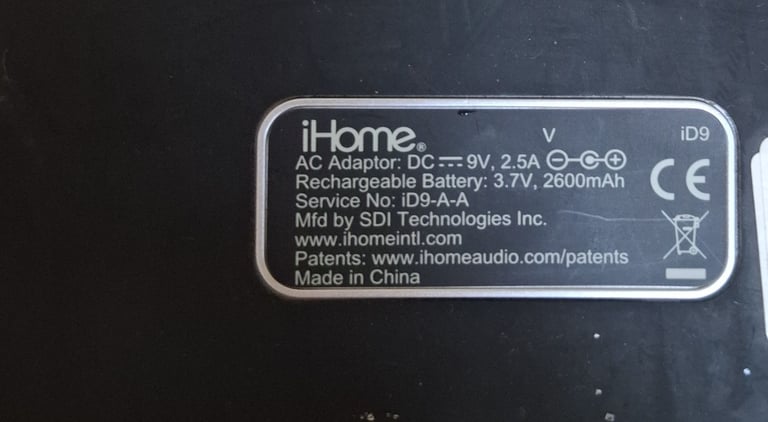 iHome® V iD9
AC Adaptor: DC 9V, 2.5A
Rechargeable Battery: 3.7V, 2600mAh
CE
Service No: iD9-A-A
Mfd by SDI Technologies Inc.
www.ihomeintl.com
Patents: www.ihomeaudio.com/patents
Made in China